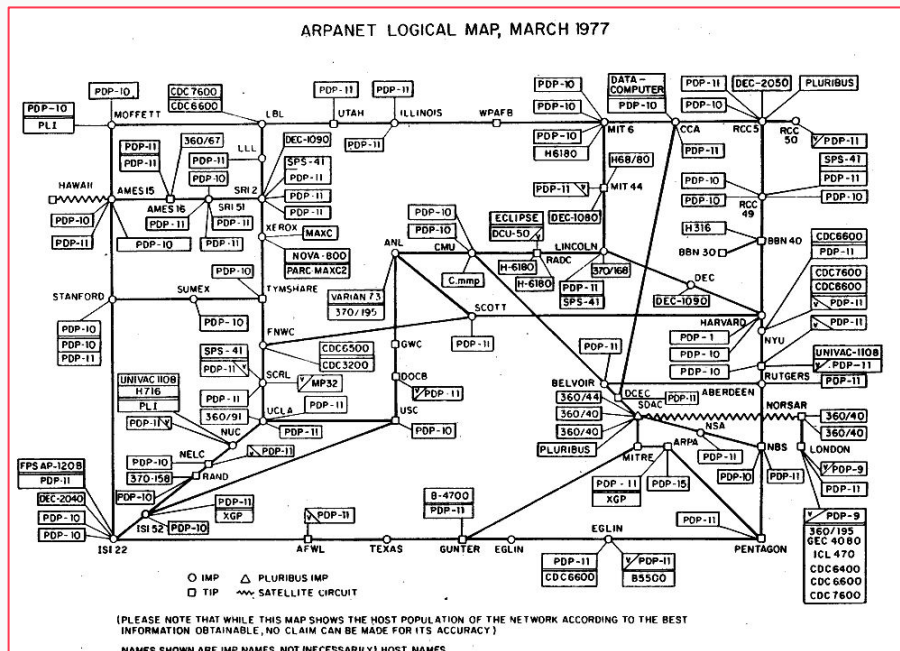 ARPANET LOGICAL MAP, MARCH 1977
PDP-10
PDP-10
PLI
MOFFETT
CDC7600
CDC6600
LBL
PDP-11
UTAH
PDP-11
ILLINOIS
PDP-11
WPAFB
PDP-10
PDP-10
PDP-10
H6180
MIT 6
DATA-
COMPUTER
PDP-10
CCA
PDP-11
PDP-11
PDP-10
DEC-2050
RCC 5
PLURIBUS
RCC
50
PDP-11
LLL
PDP-11
DEC-1090
SPS-41
PDP-11
PDP-11
PDP-11
SRI 2
PDP-11
PDP-11
360/67
PDP-10
HAWAII
AMES 15
AMES 16
SRI 51
PDP-10
PDP-11
PDP-10
PDP-11
PDP-11
H68/80
PDP-11
MIT 44
DEC-1080
PDP-10
PDP-10
SPS-41
PDP-11
PDP-11
RCC
49
XEROX
MAXC
NOVA-800
PARC-MAXC2
ANL
PDP-10
PDP-10
CMU
C.mmp
ECLIPSE
DCU-50
RADC
H-6180
H-6180
LINCOLN
370/168
PDP-11
SPS-41
H316
BBN 30
BBN 40
DEC
DEC-1090
CDC6600
PDP-11
CDC7600
CDC6600
PDP-11
PDP-11
STANFORD
PDP-10
PDP-10
PDP-11
SUMEX
PDP-10
PDP-10
TYMSHARE
VARIAN 73
370/195
SCOTT
PDP-11
HARVARD
PDP-1
PDP-10
PDP-10
NYU
FNWC
CDC6500
CDC3200
GWC
SPS-41
PDP-11
SCRL
MP32
DOCB
PDP-11
PDP-11
BELVOIR
UNIVAC-1108
PDP-11
PDP-11
RUTGERS
ABERDEEN
UNIVAC 1108
H716
PLI
PDP-11
PDP-11
360/91
UCLA
PDP-11
PDP-11
USC
PDP-10
360/44
360/40
360/40
PLURIBUS
DCEC
PDP-11
SDAC
NORSAR
360/40
360/40
NUC
NELC
PDP-11
PDP-10
370-158
RAND
PDP-10
NSA
PDP-11
MITRE
ARPA
PDP-11
XGP
PDP-15
NBS
PDP-10
PDP-11
LONDON
PDP-9
PDP-11
FPS AP-120B
PDP-11
DEC-2040
PDP-10
PDP-10
ISI 22
ISI 52
PDP-11
XGP
PDP-10
PDP-11
AFWL
TEXAS
B-4700
PDP-11
GUNTER
EGLIN
EGLIN
PDP-11
CDC6600
PDP-11
B5500
PDP-11
PENTAGON
PDP-9
360/195
GEC 4080
ICL 470
CDC6400
CDC6600
CDC7600
IMP
PLURIBUS IMP
TIP
SATELLITE CIRCUIT
(PLEASE NOTE THAT WHILE THIS MAP SHOWS THE HOST POPULATION OF THE NETWORK ACCORDING TO THE BEST
INFORMATION OBTAINABLE, NO CLAIM CAN BE MADE FOR ITS ACCURACY)
NAMES SHOWN ARE IMP NAMES, NOT (NECESSARILY) HOST NAMES